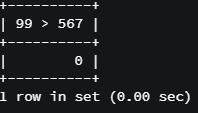 +----------+
| 99 > 567 |
+----------+
|        0 |
+----------+
1 row in set (0.00 sec)